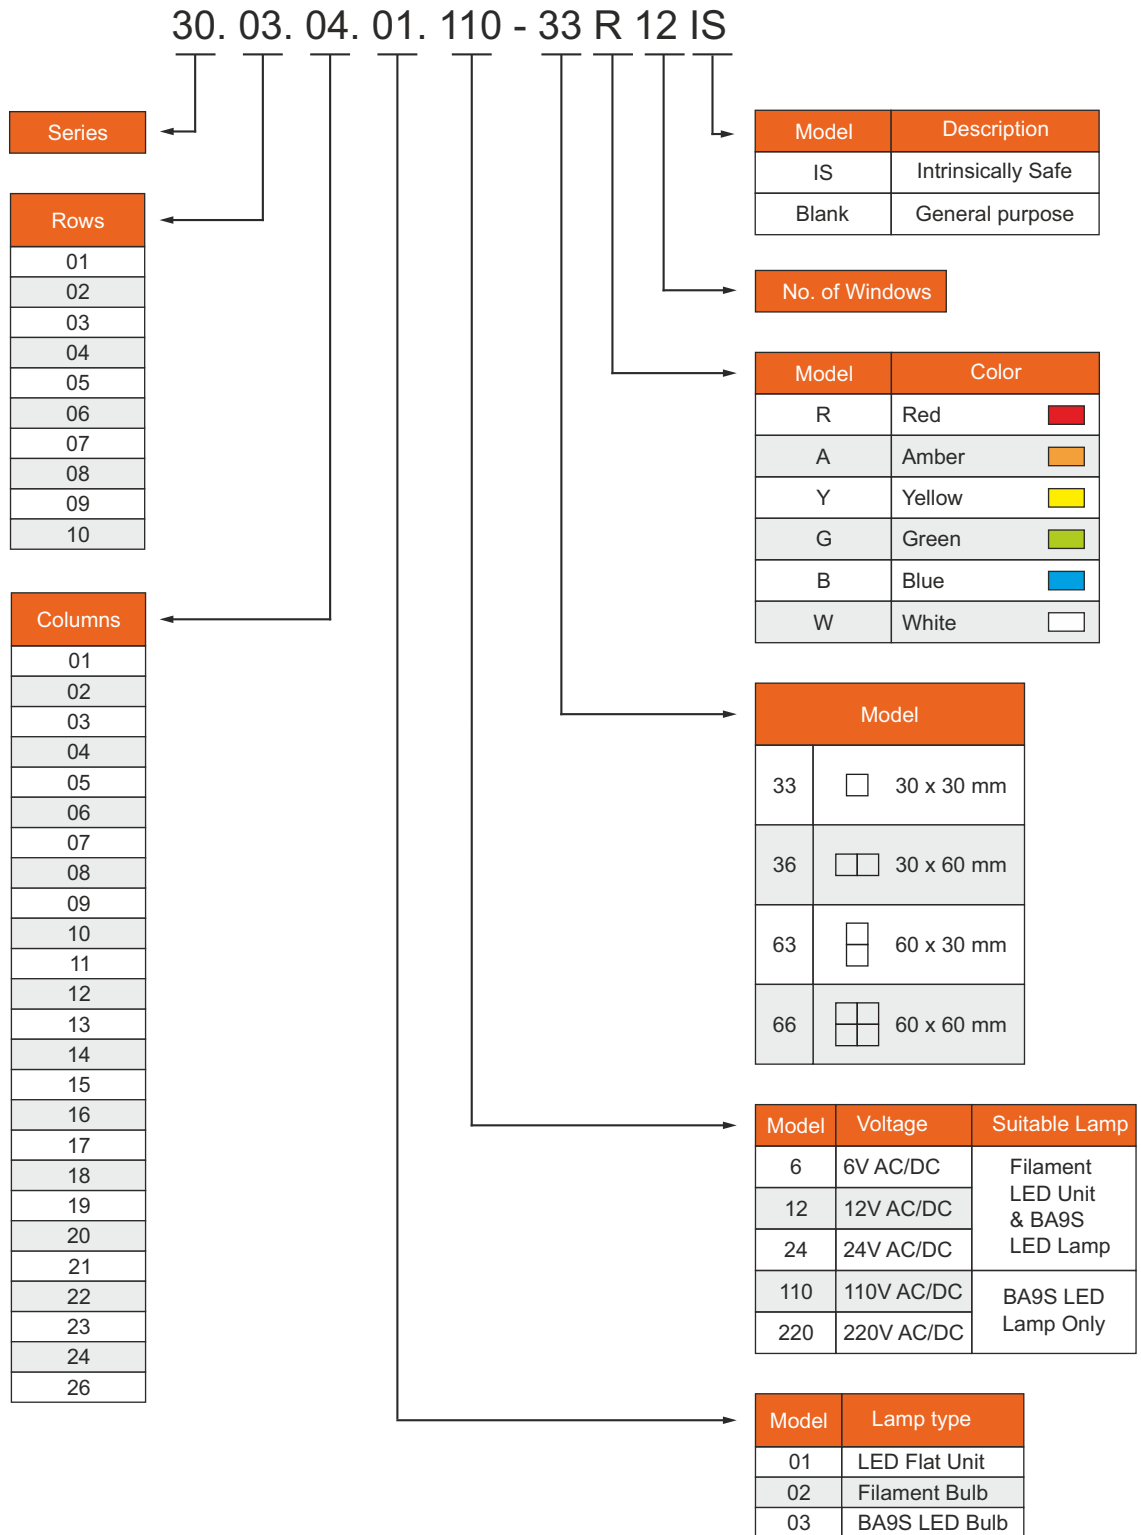 30. 03. 04. 01. 110 - 33 R 12 IS
Series
Rows
01
02
03
04
05
06
07
08
09
10
Columns
01
02
03
04
05
06
07
08
09
10
11
12
13
14
15
16
17
18
19
20
21
22
23
24
26
Model Description
IS Intrinsically Safe
Blank General purpose
No. of Windows
Model Color
R Red
A Amber
Y Yellow
G Green
B Blue
W White
Model
33 30 x 30 mm
36 30 x 60 mm
63 60 x 30 mm
66 60 x 60 mm
Model Voltage Suitable Lamp
6 6V AC/DC
12 12V AC/DC
24 24V AC/DC
Filament
LED Unit
& BA9S
LED Lamp
110 110V AC/DC
220 220V AC/DC
BA9S LED
Lamp Only
Model Lamp type
01 LED Flat Unit
02 Filament Bulb
03 BA9S LED Bulb